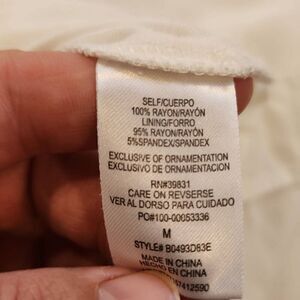 SELF/CUERPO
100% RAYON/RAYÓN
LINING/FORRO
95% RAYON/RAYÓN
5%SPANDEX/SPANDEX
EXCLUSIVE OF ORNAMENTATION
EXCLUSIVO DE ORNAMENTACION
RN#39831
CARE ON REVSERSE
VER AL DORSO PARA CUIDADO
PO#100-00053336
M
STYLE# B0493D83E
MADE IN CHINA
HECHO EN CHINA